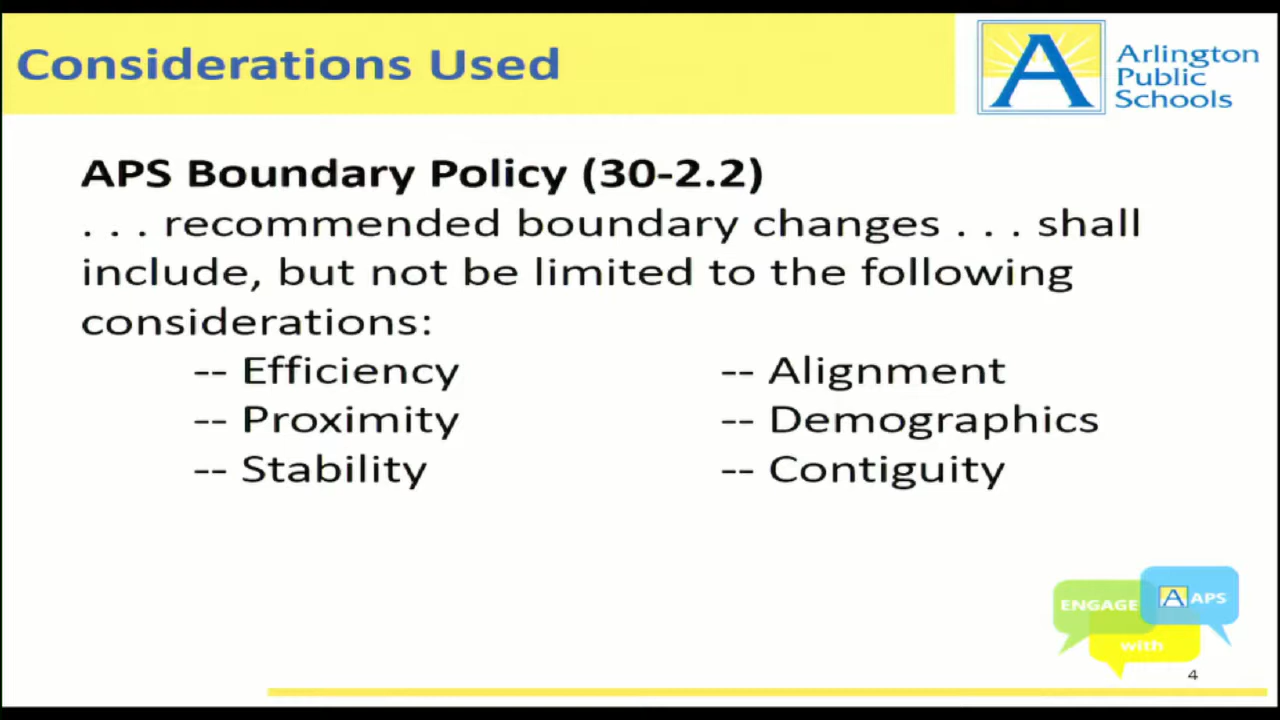 Considerations Used
Arlington
Public
Schools
APS Boundary Policy (30-2.2)
. . . recommended boundary changes . . . shall
include, but not be limited to the following
considerations:
-- Efficiency
-- Proximity
-- Stability
-- Alignment
-- Demographics
-- Contiguity
ENGAGE
with
A APS
4